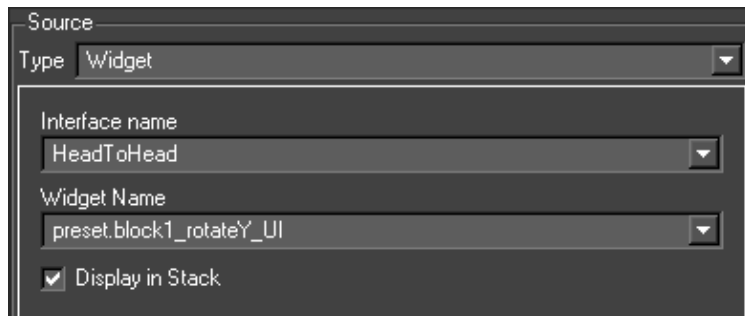 Source
Type Widget
Interface name
HeadToHead
Widget Name
preset.block1_rotateY_UI
Display in Stack